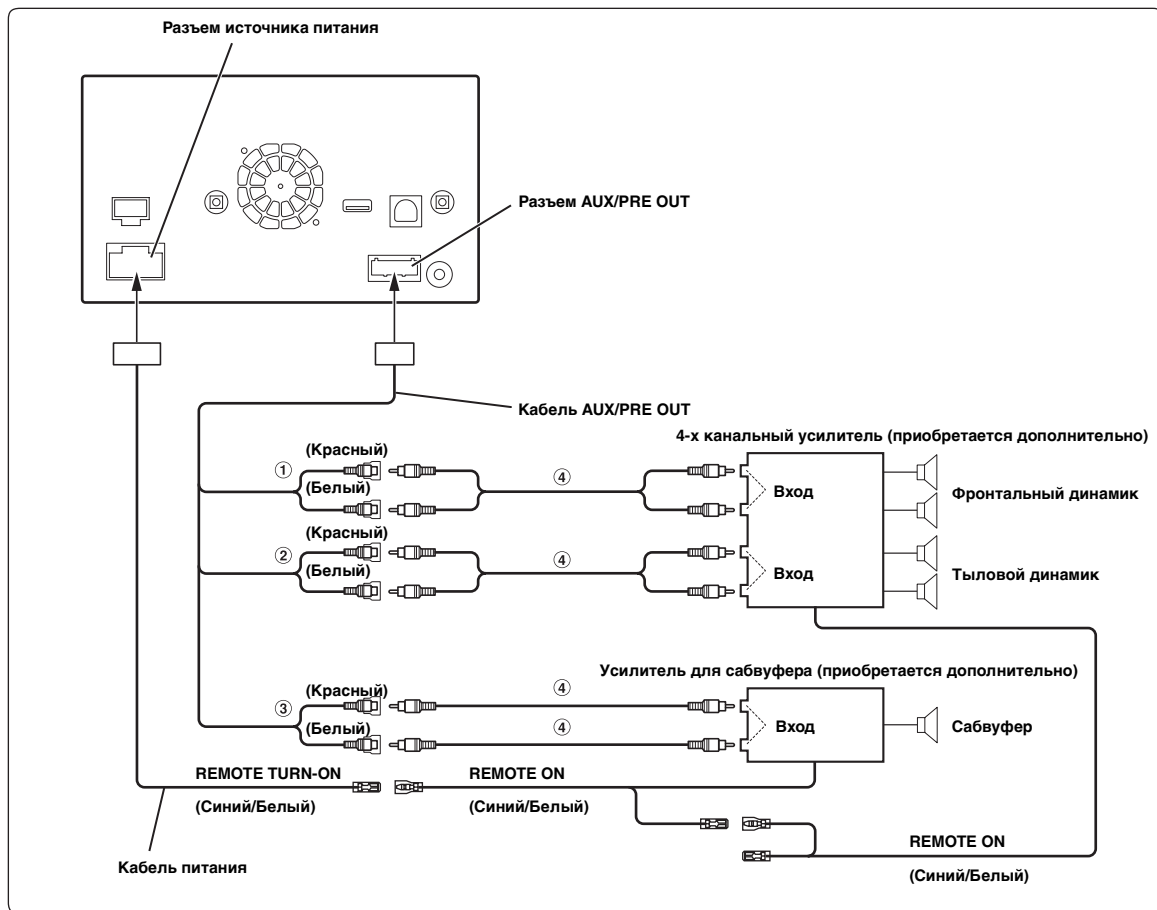 Разъем источника питания
Разъем AUX/PRE OUT
Кабель AUX/PRE OUT
4-х канальный усилитель (приобретается дополнительно)
(Красный)
①
④
(Белый)
Вход
Фронтальный динамик
(Красный)
②
④
(Белый)
Вход
Тыловой динамик
Усилитель для сабвуфера (приобретается дополнительно)
(Красный)
④
③
(Белый)
④
Вход
Сабвуфер
REMOTE TURN-ON
REMOTE ON
(Синий/Белый)
(Синий/Белый)
REMOTE ON
(Синий/Белый)
Кабель питания